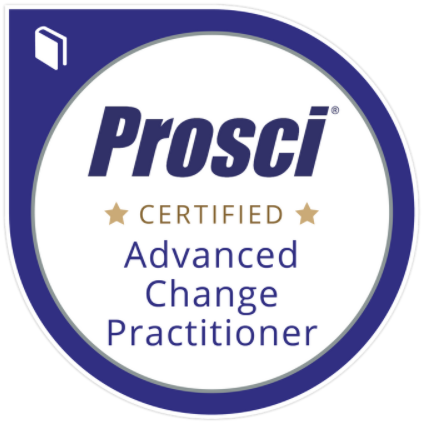 Prosci®
CERTIFIED
Advanced
Change
Practitioner